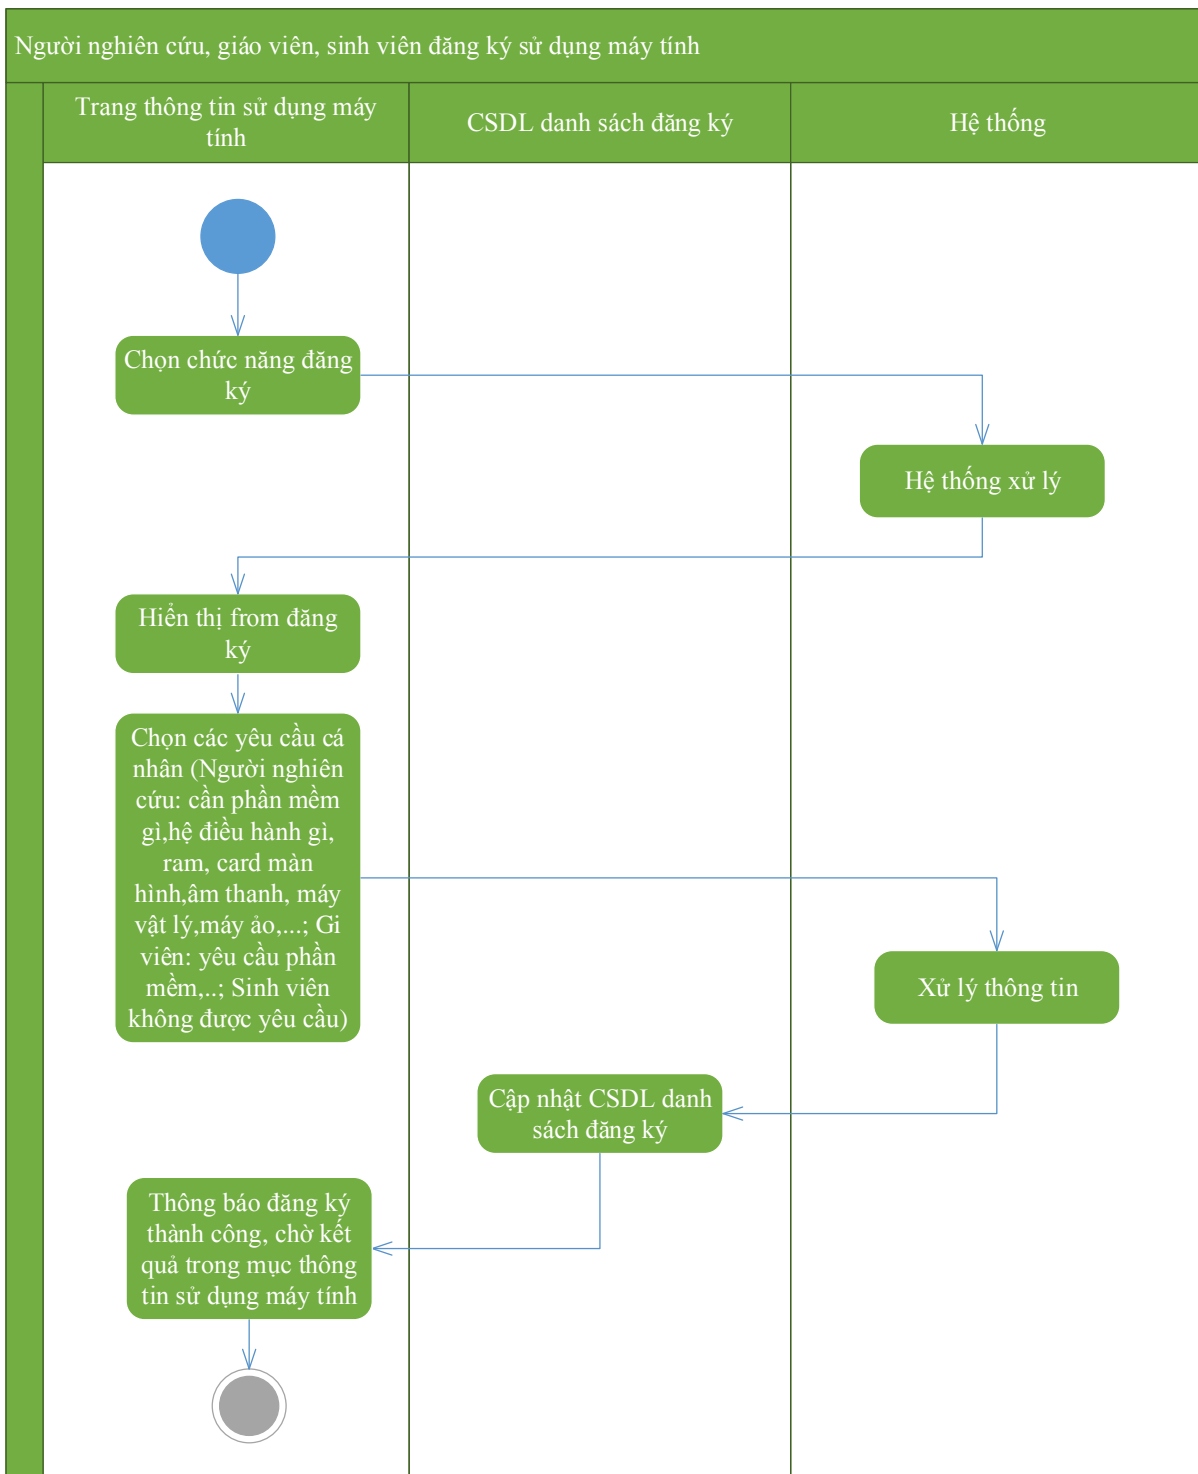 Người nghiên cứu, giáo viên, sinh viên đăng ký sử dụng máy tính
Trang thông tin sử dụng máy
tính
CSDL danh sách đăng ký
Hệ thống
Chọn chức năng đăng
ký
Hệ thống xử lý
Hiển thị from đăng
ký
Chọn các yêu cầu cá
nhân (Người nghiên
cứu: cần phần mềm
gì,hệ điều hành gì,
ram, card màn
hình,âm thanh, máy
vật lý,máy ảo,...; Gi
viên: yêu cầu phần
mềm,..; Sinh viên
không được yêu cầu)
Xử lý thông tin
Cập nhật CSDL danh
sách đăng ký
Thông báo đăng ký
thành công, chờ kết
quả trong mục thông
tin sử dụng máy tính